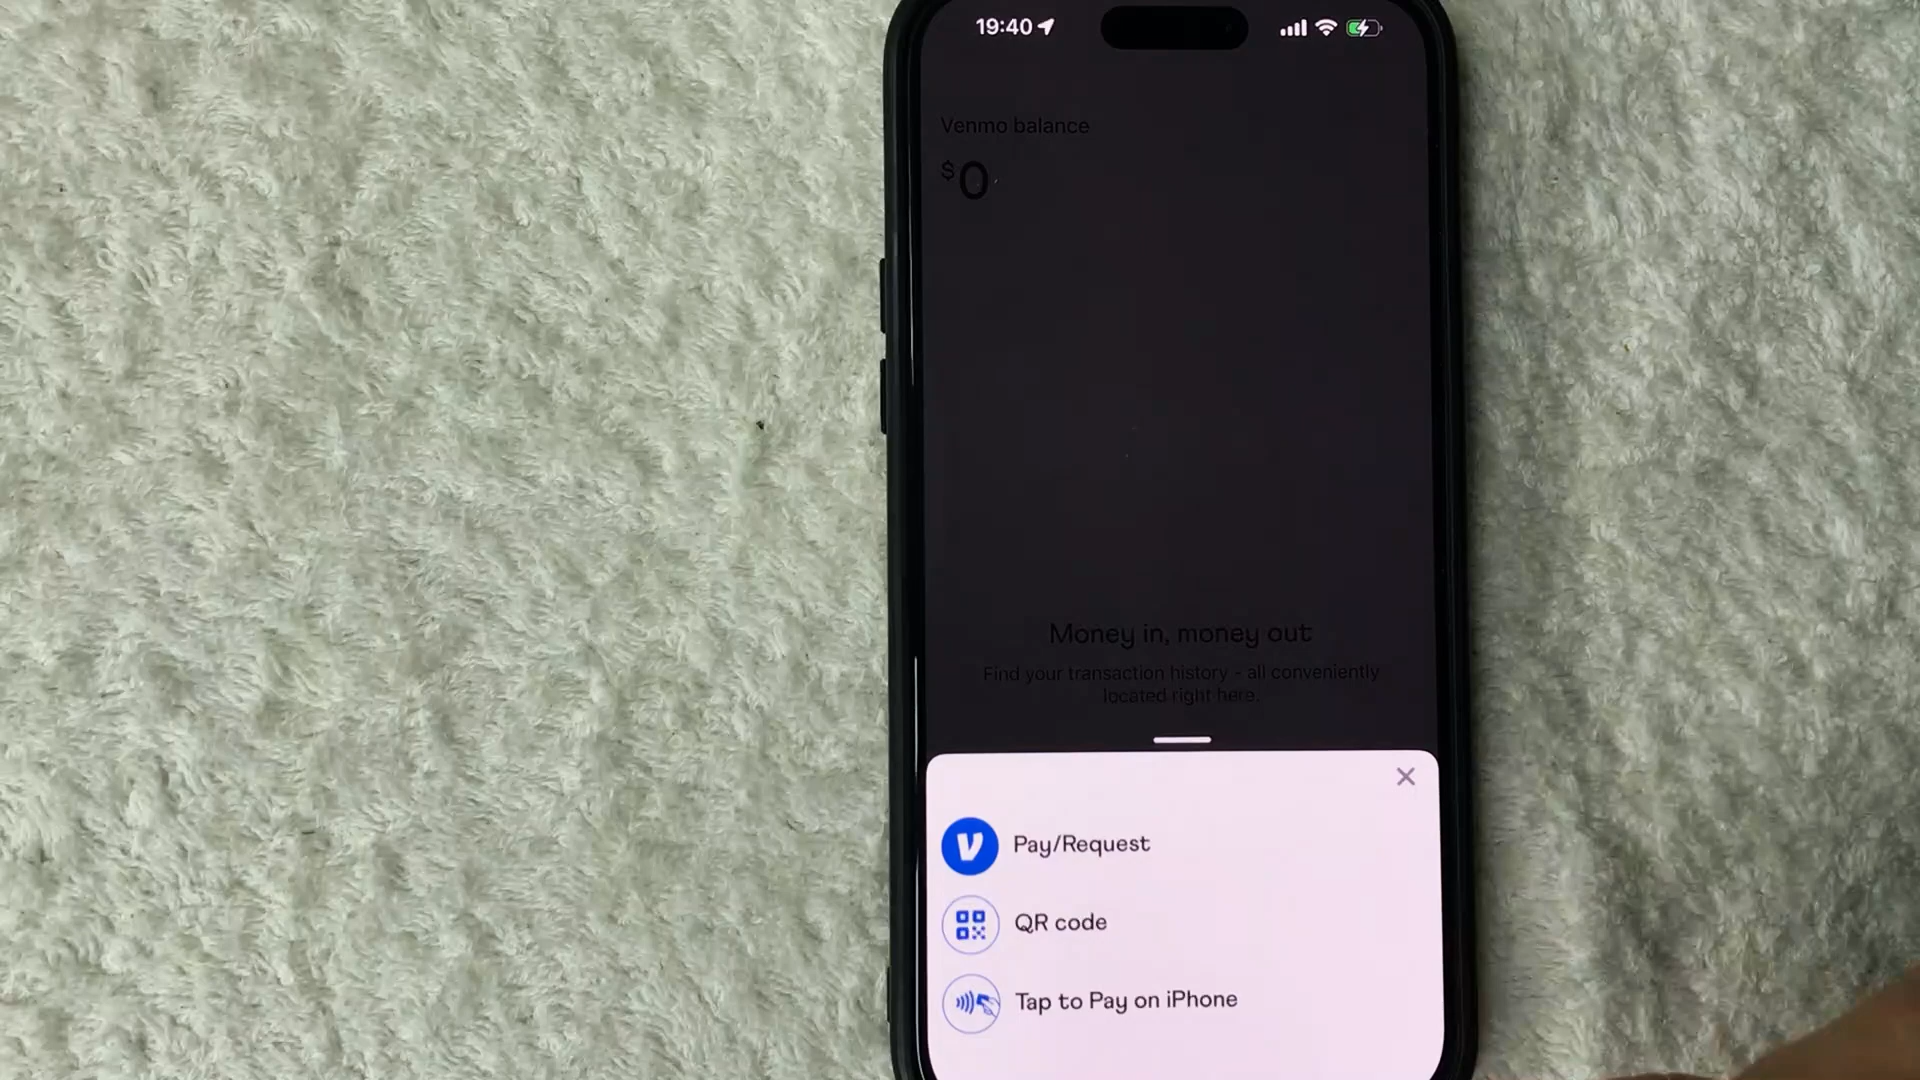 19:40
Venmo balance
$0
Money in, money out
Find your transaction history - all conveniently
located right here.
Pay/Request
QR code
Tap to Pay on iPhone